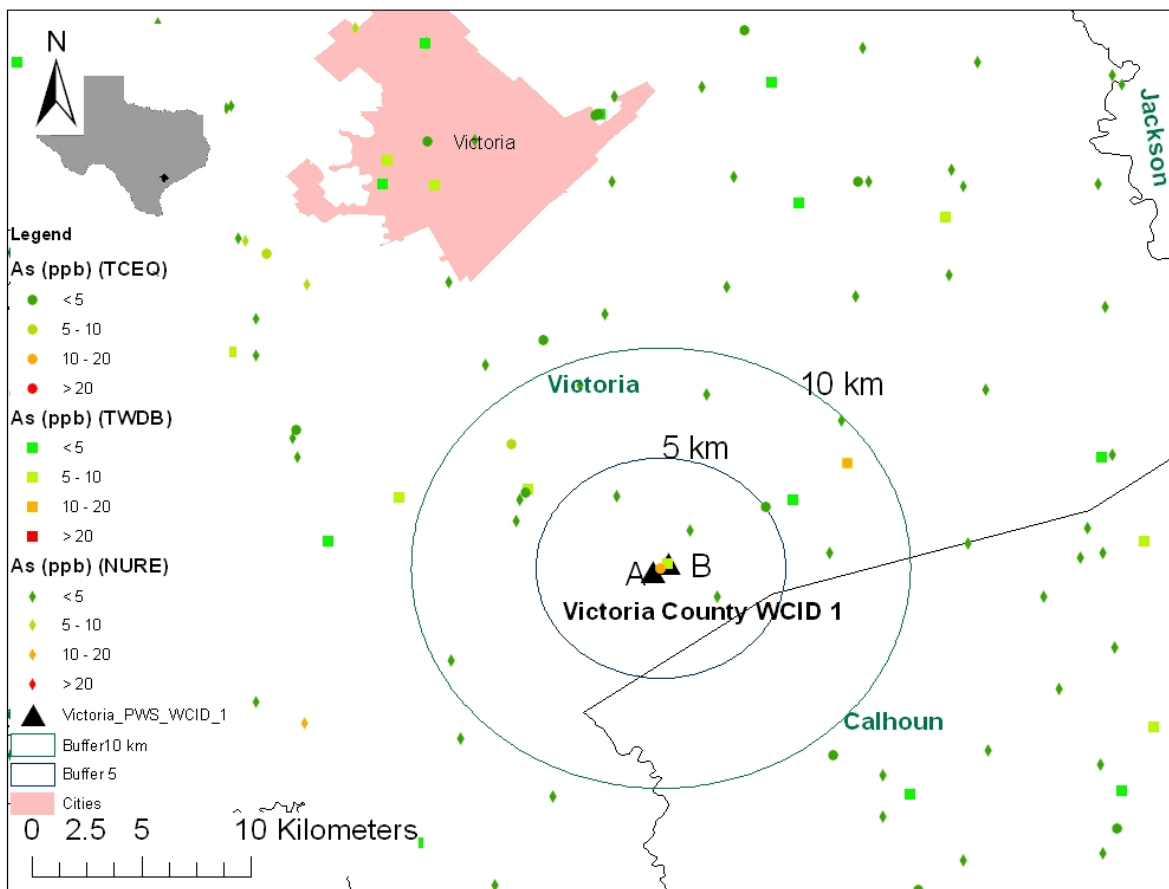 N
Jackson
Victoria
Legend
As (ppb) (TCEQ)
< 5
5 - 10
10 - 20
> 20
As (ppb) (TWDB)
< 5
5 - 10
10 - 20
> 20
As (ppb) (NURE)
< 5
5 - 10
10 - 20
> 20
Victoria_PWS_WCID_1
Buffer10 km
Buffer 5
Cities
0 2.5 5 10 Kilometers
Victoria
10 km
5 km
A B
Victoria County WCID 1
Calhoun